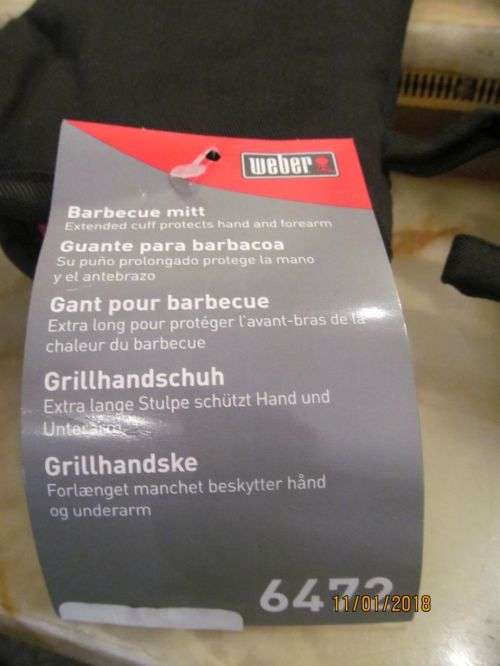 weber
Barbecue mitt
Extended cuff protects hand and forearm
Guante para barbacoa
Su puño prolongado protege la mano
y el antebrazo
Gant pour barbecue
Extra long pour protéger l'avant-bras de la
chaleur du barbecue
Grillhandschuh
Extra lange Stulpe schützt Hand und
Unterarm
Grillhandske
Forlænget manchet beskytter hånd
og underarm
6472
11/01/2018